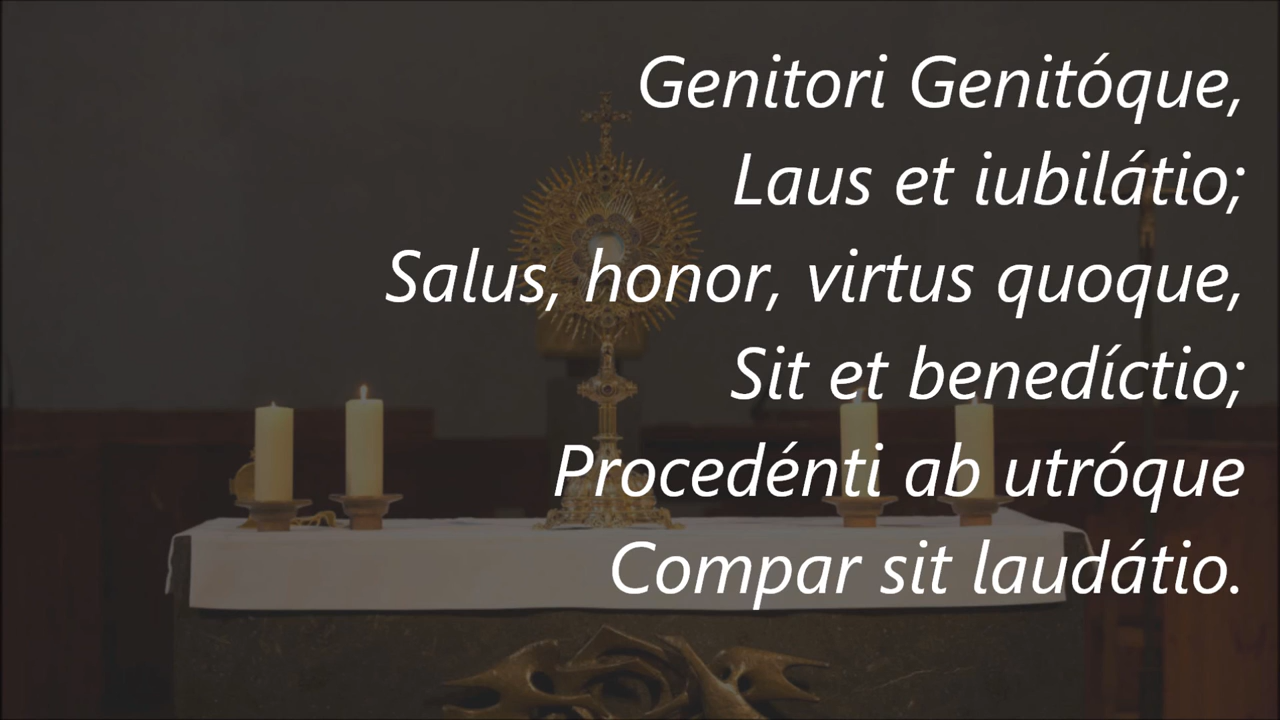 Genitori Genitóque,
Laus et iubilátio;
Salus, honor, virtus quoque,
Sit et benedíctio;
Procedénti ab utróque
Compar sit laudátio.